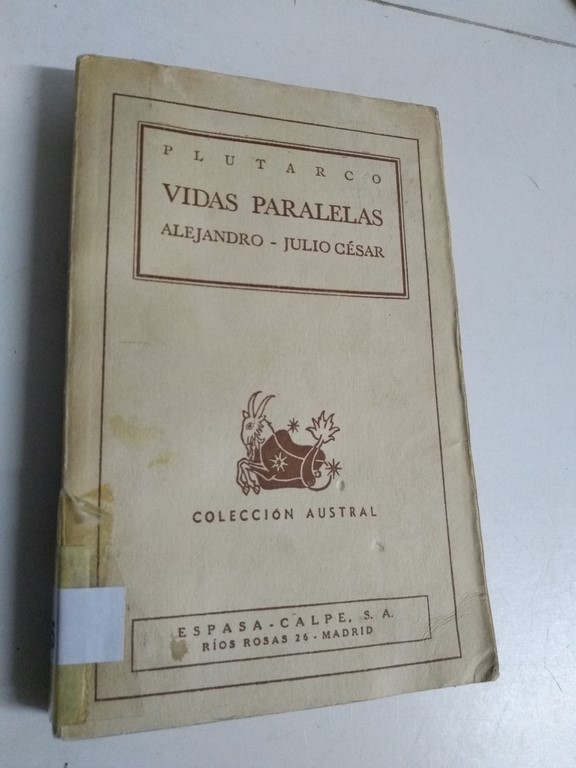 PLUTARCO
VIDAS PARALELAS
ALEJANDRO - JULIO CÉSAR
COLECCIÓN AUSTRAL
ESPASA-CALPE, S. A.
RÍOS ROSAS 26 - MADRID